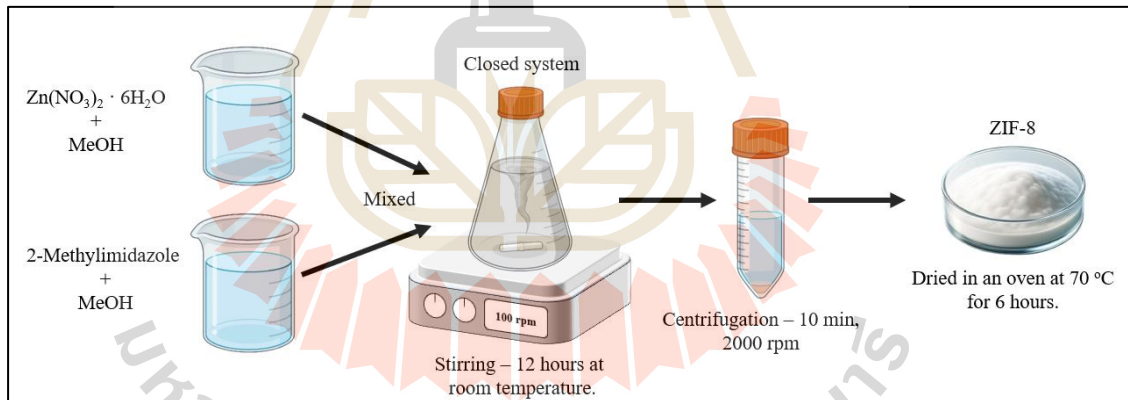 Zn(NO₃)₂ · 6H₂O
+
MeOH
2-Methylimidazole
+
MeOH
Mixed
Closed system
100 rpm
Stirring – 12 hours at
room temperature.
Centrifugation – 10 min,
2000 rpm
ZIF-8
Dried in an oven at 70 °C
for 6 hours.